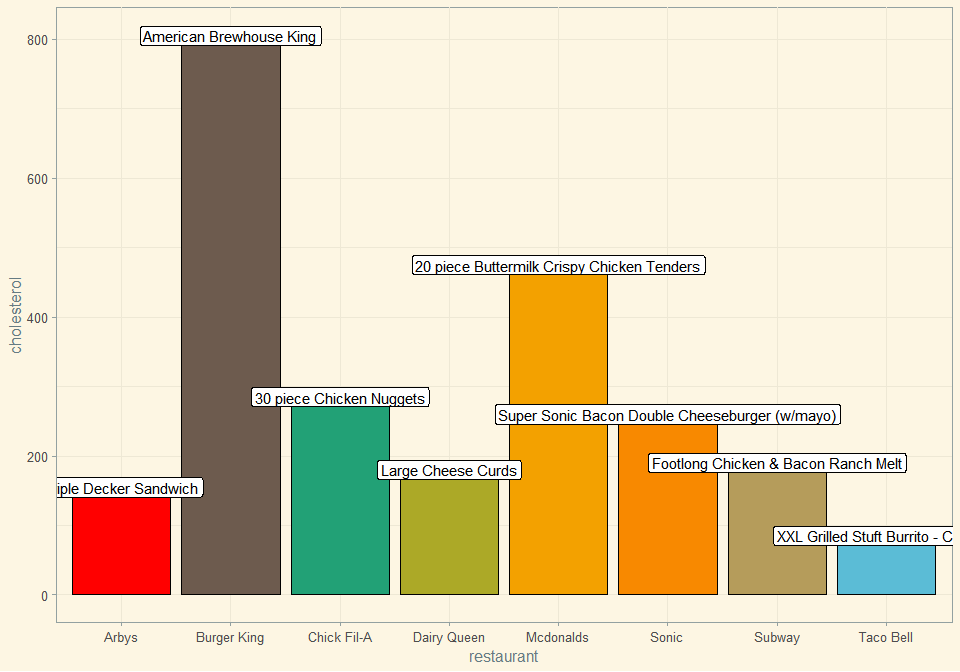 800
600
400
200
0
cholesterol
American Brewhouse King
20 piece Buttermilk Crispy Chicken Tenders
30 piece Chicken Nuggets
Super Sonic Bacon Double Cheeseburger (w/mayo)
Large Cheese Curds
Footlong Chicken & Bacon Ranch Melt
iple Decker Sandwich
XXL Grilled Stuft Burrito - C
Arbys Burger King Chick Fil-A Dairy Queen Mcdonalds Sonic Subway Taco Bell
restaurant